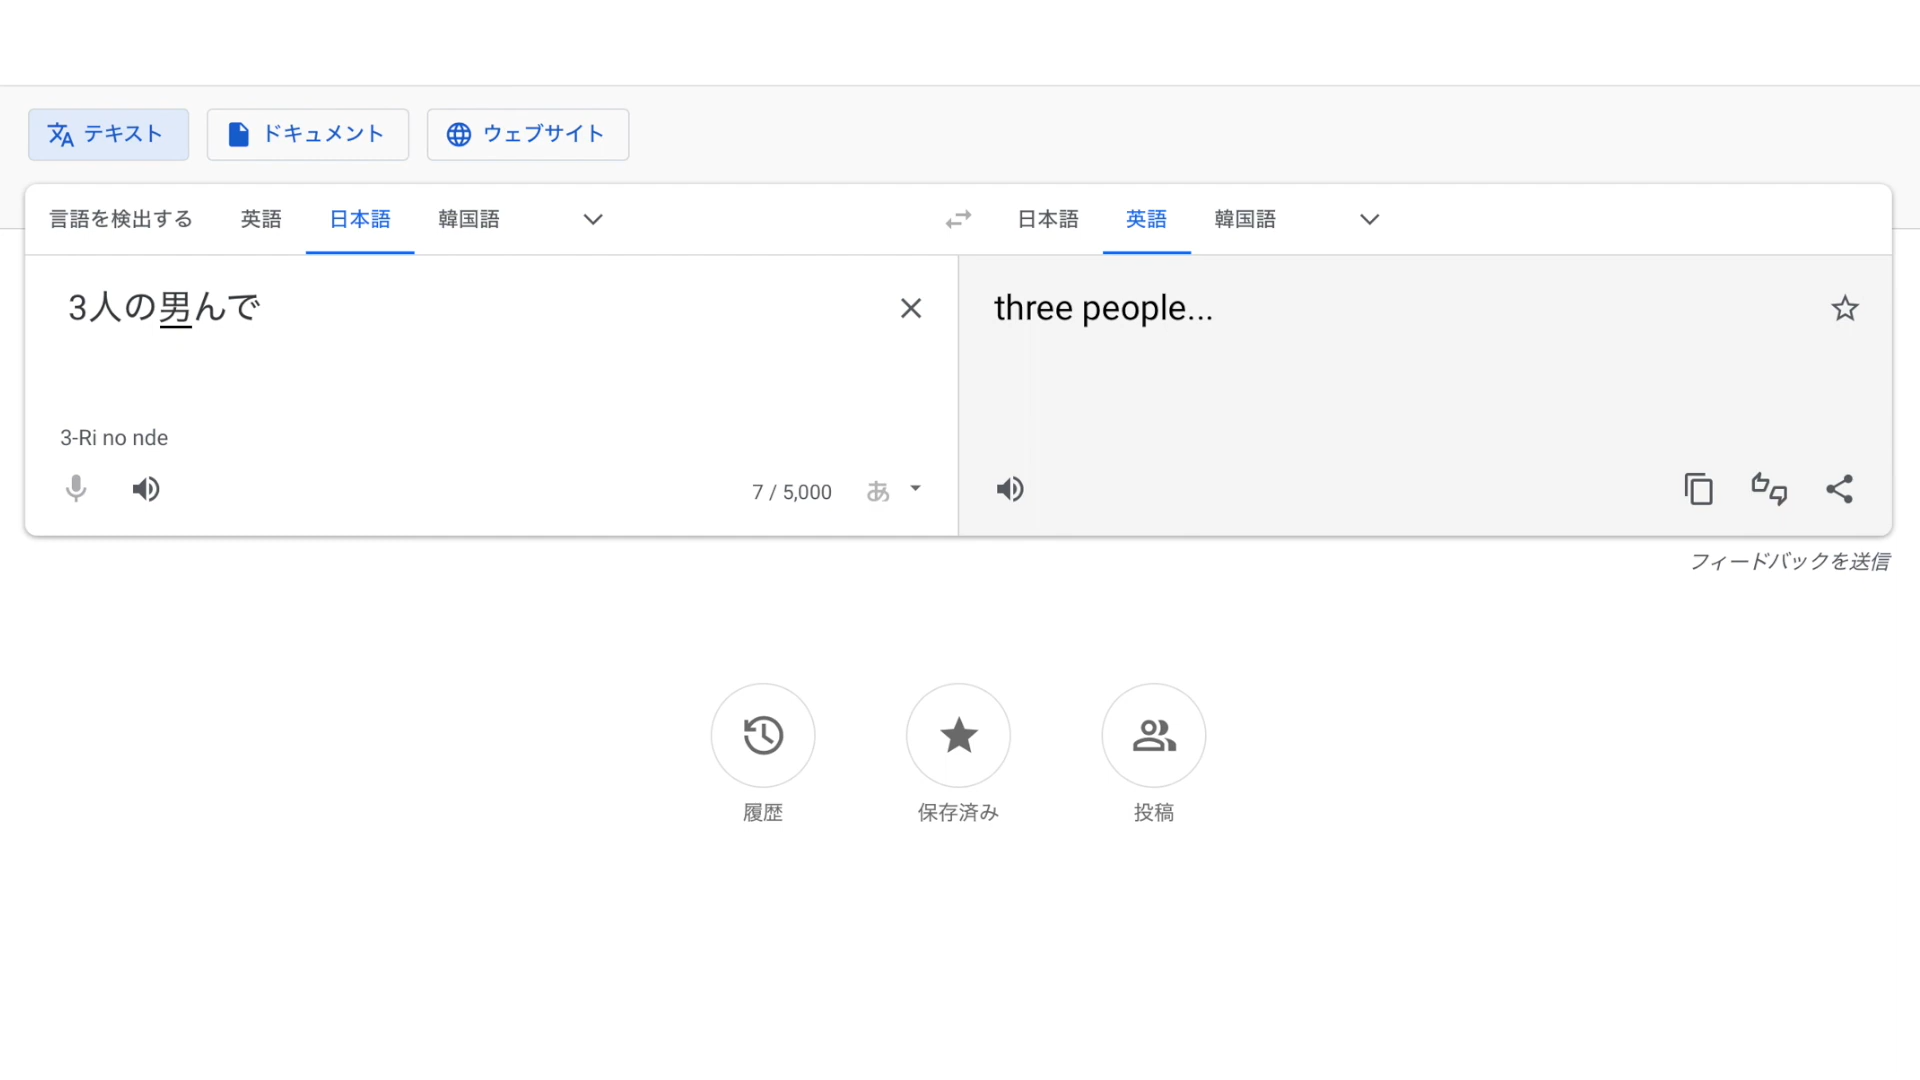 テキスト ドキュメント ウェブサイト
言語を検出する 英語 日本語 韓国語 日本語 英語 韓国語
3人の男んで three people...
3-Ri no nde
7 / 5,000 あ
フィードバックを送信
履歴 保存済み 投稿